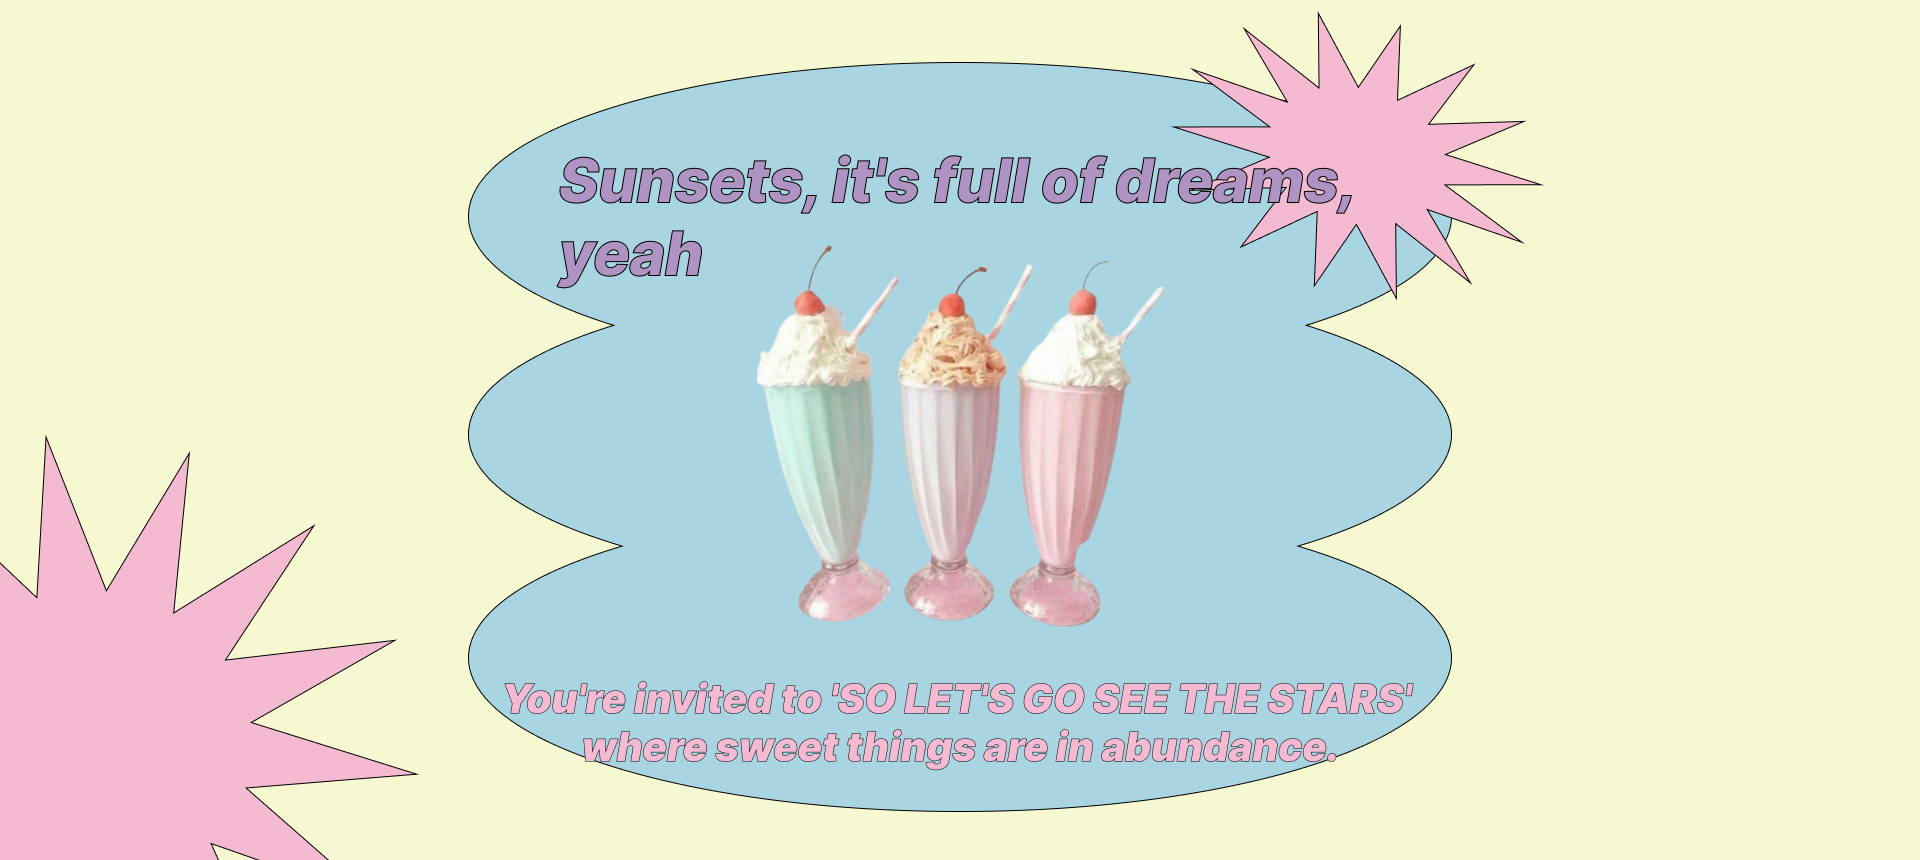 Sunsets, it's full of dreams,
yeah
You're invited to 'SO LET'S GO SEE THE STARS'
where sweet things are in abundance.